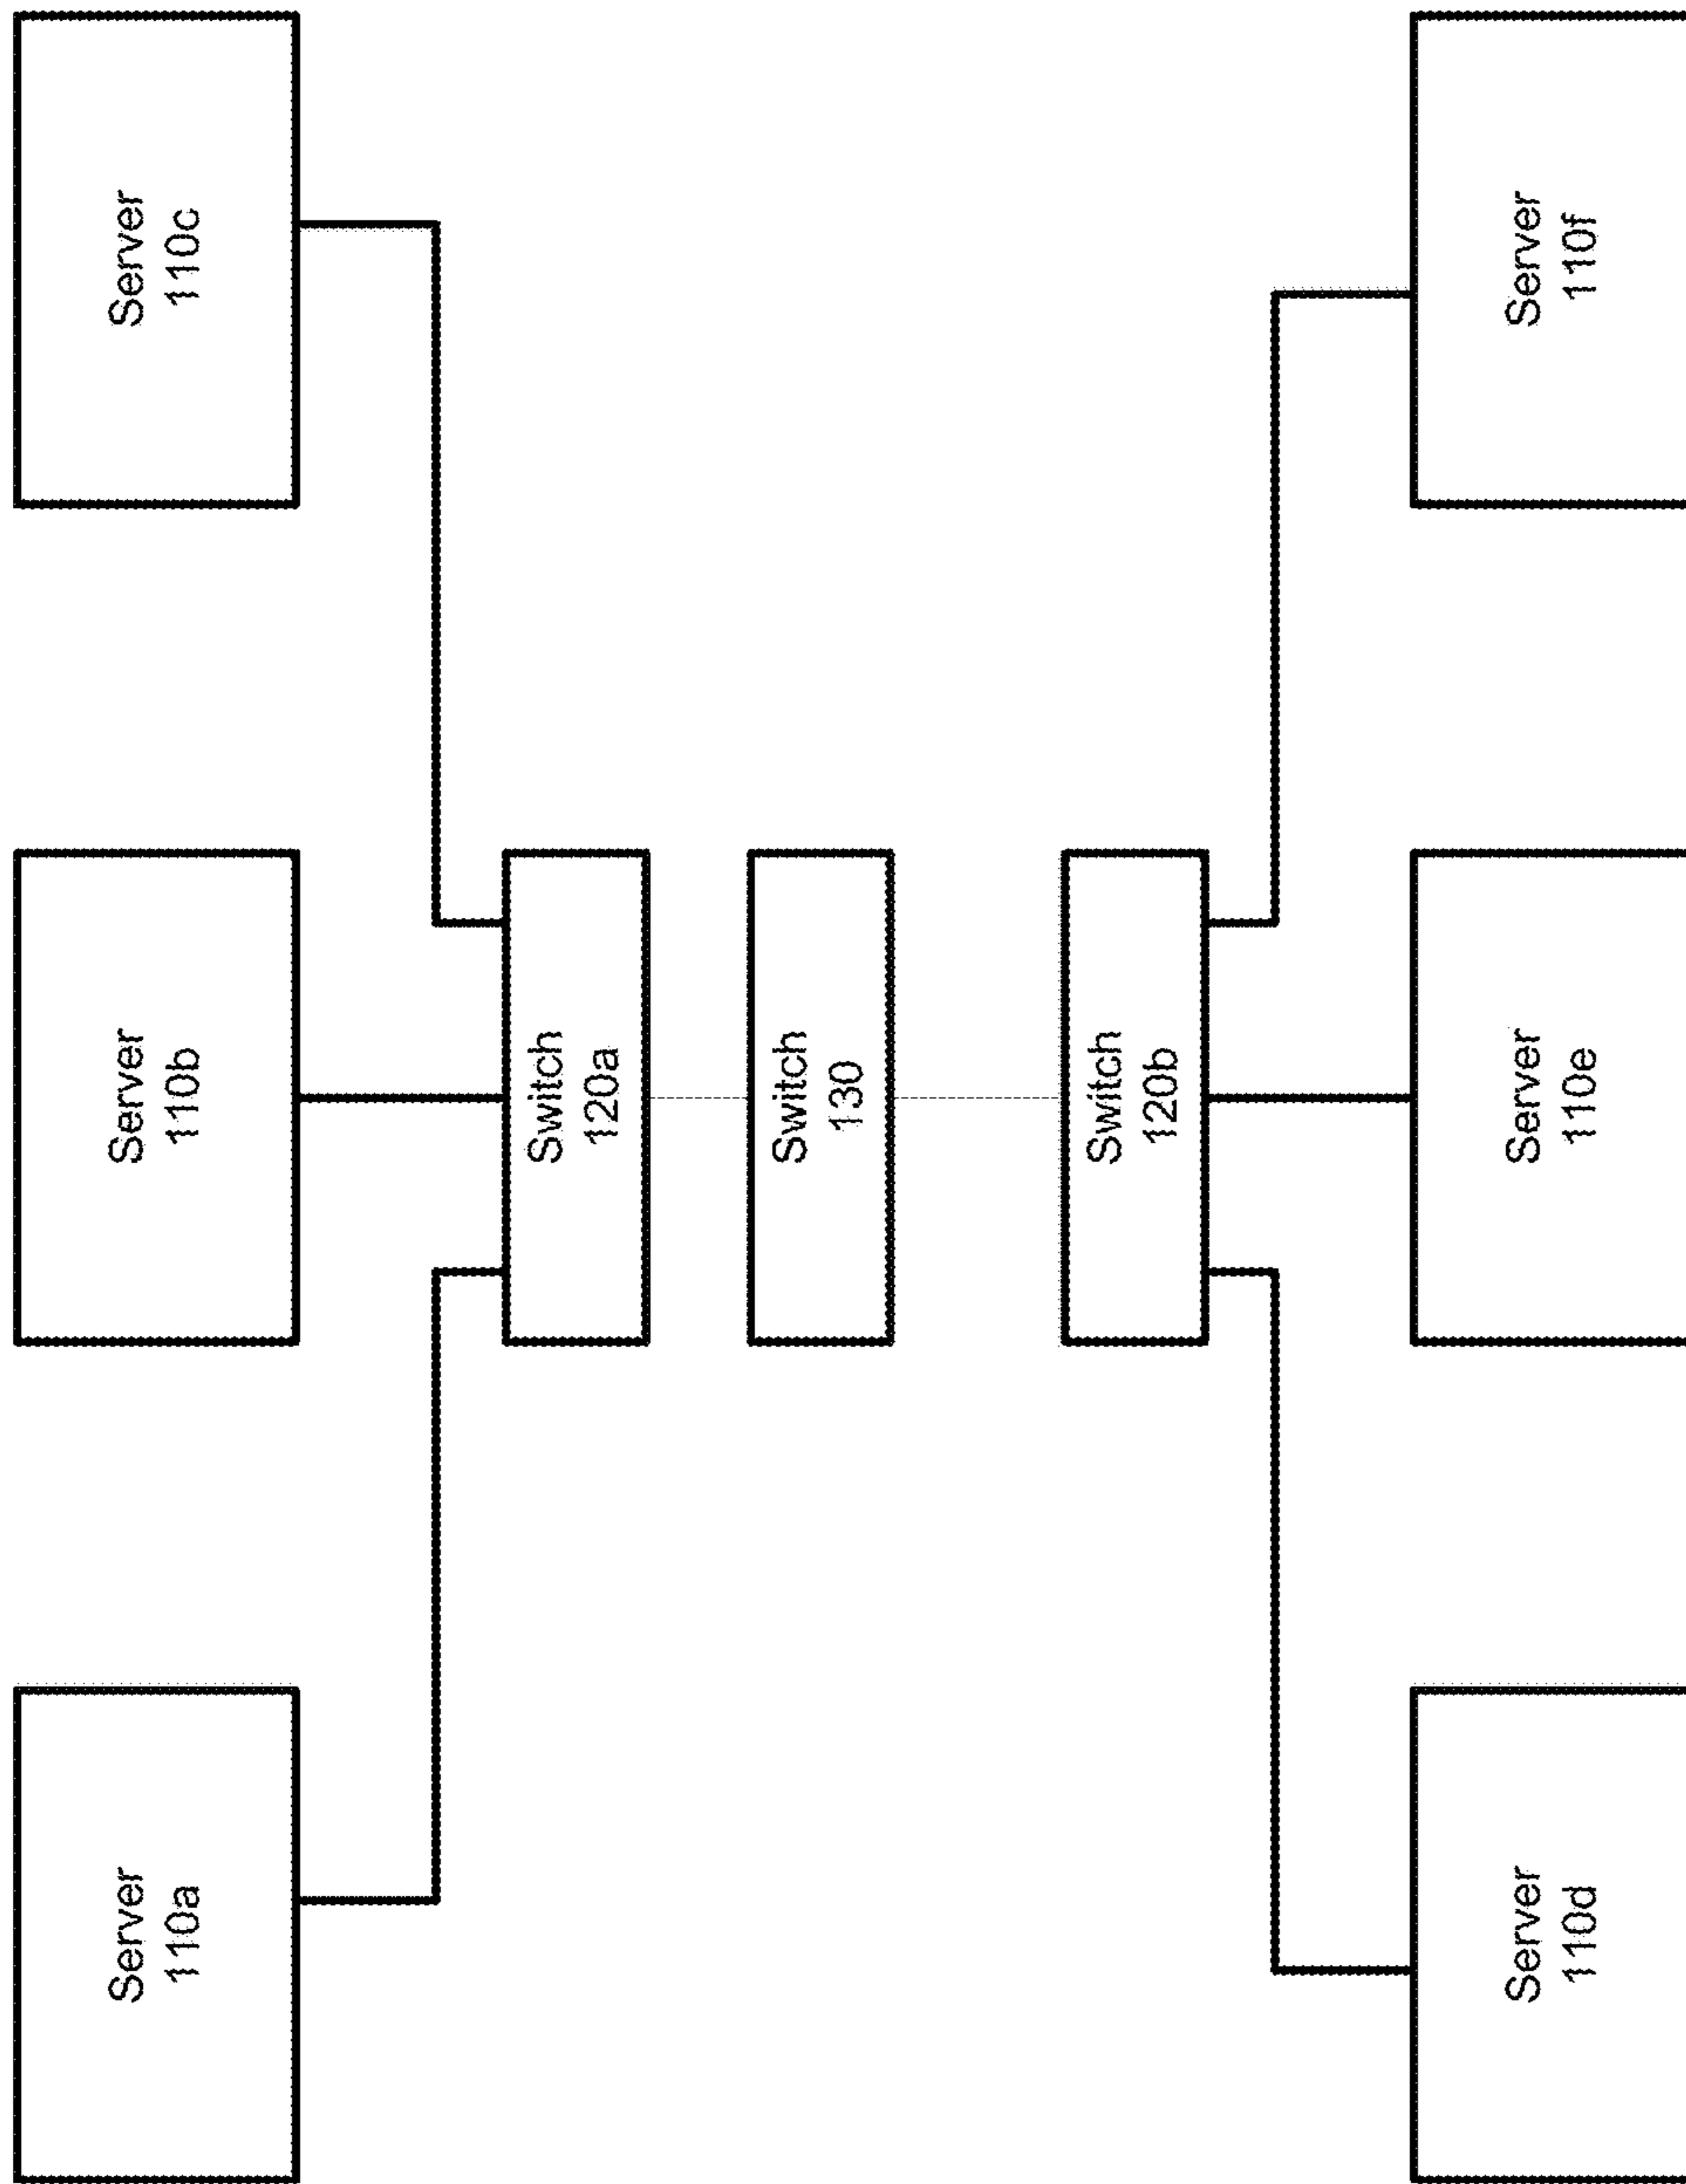 Server
110a
Server
110b
Server
110c
Switch
120a
Switch
130
Switch
120b
Server
110d
Server
110e
Server
110f